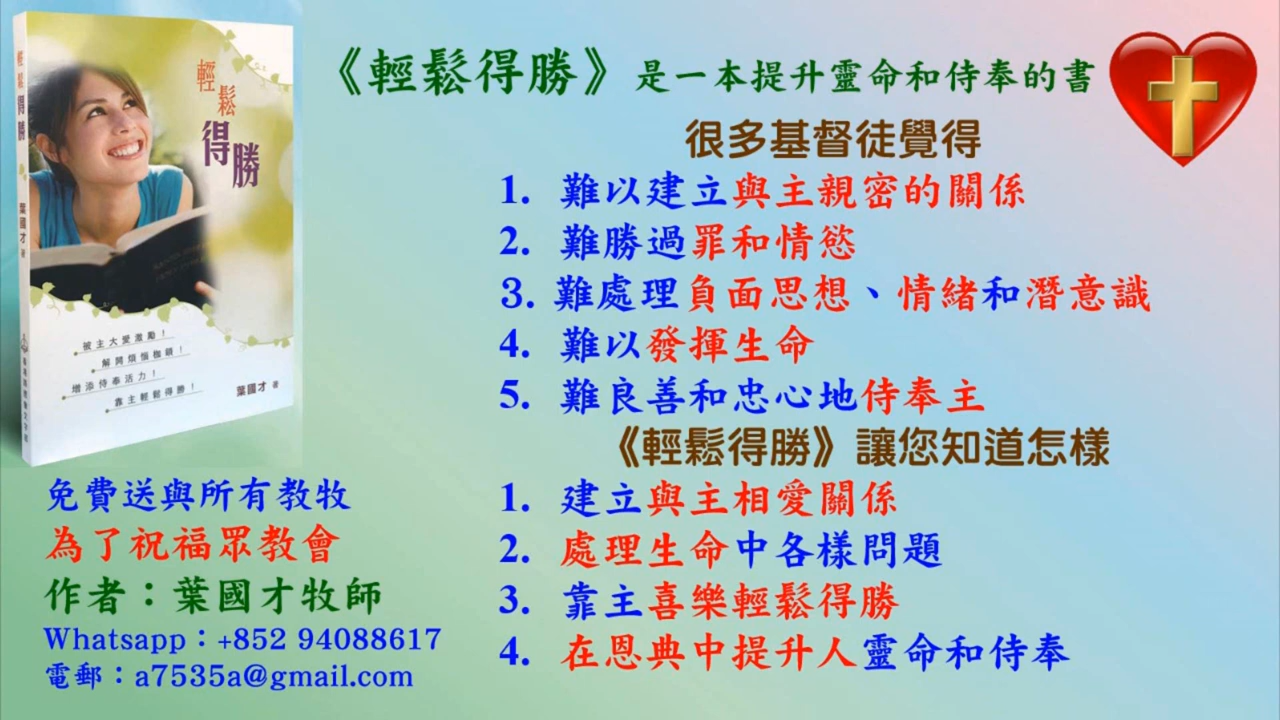 輕鬆得勝
葉國才 著
輕鬆
得勝
被主大愛激勵！
解開煩惱枷鎖！
增添侍奉活力！
靠主輕鬆得勝！
葉國才 著
《輕鬆得勝》是一本提升靈命和侍奉的書
很多基督徒覺得
1. 難以建立與主親密的關係
2. 難勝過罪和情慾
3. 難處理負面思想、情緒和潛意識
4. 難以發揮生命
5. 難良善和忠心地侍奉主
《輕鬆得勝》讓您知道怎樣
1. 建立與主相愛關係
2. 處理生命中各樣問題
3. 靠主喜樂輕鬆得勝
4. 在恩典中提升人靈命和侍奉
免費送與所有教牧
為了祝福眾教會
作者：葉國才牧師
Whatsapp：+852 94088617
電郵：a7535a@gmail.com